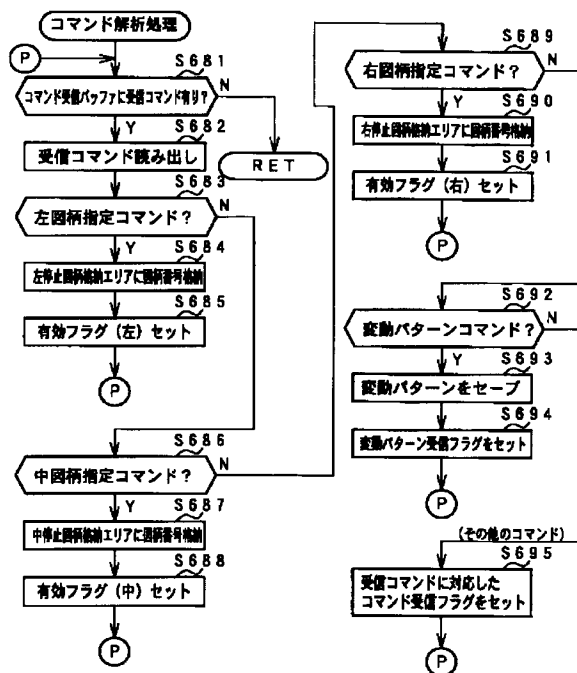 コマンド解析処理
P
S681
コマンド受信バッファに受信コマンド有り?
N
Y
S682
受信コマンド読み出し
RET
S683
左図柄指定コマンド?
N
Y
S684
左停止図柄格納エリアに図柄番号格納
S685
有効フラグ(左)セット
P
S686
中図柄指定コマンド?
N
Y
S687
中停止図柄格納エリアに図柄番号格納
S688
有効フラグ(中)セット
P
S689
右図柄指定コマンド?
N
Y
S690
右停止図柄格納エリアに図柄番号格納
S691
有効フラグ(右)セット
P
S692
変動パターンコマンド?
N
Y
S693
変動パターンをセーブ
S694
変動パターン受信フラグをセット
P
(その他のコマンド)
S695
受信コマンドに対応した
コマンド受信フラグをセット
P